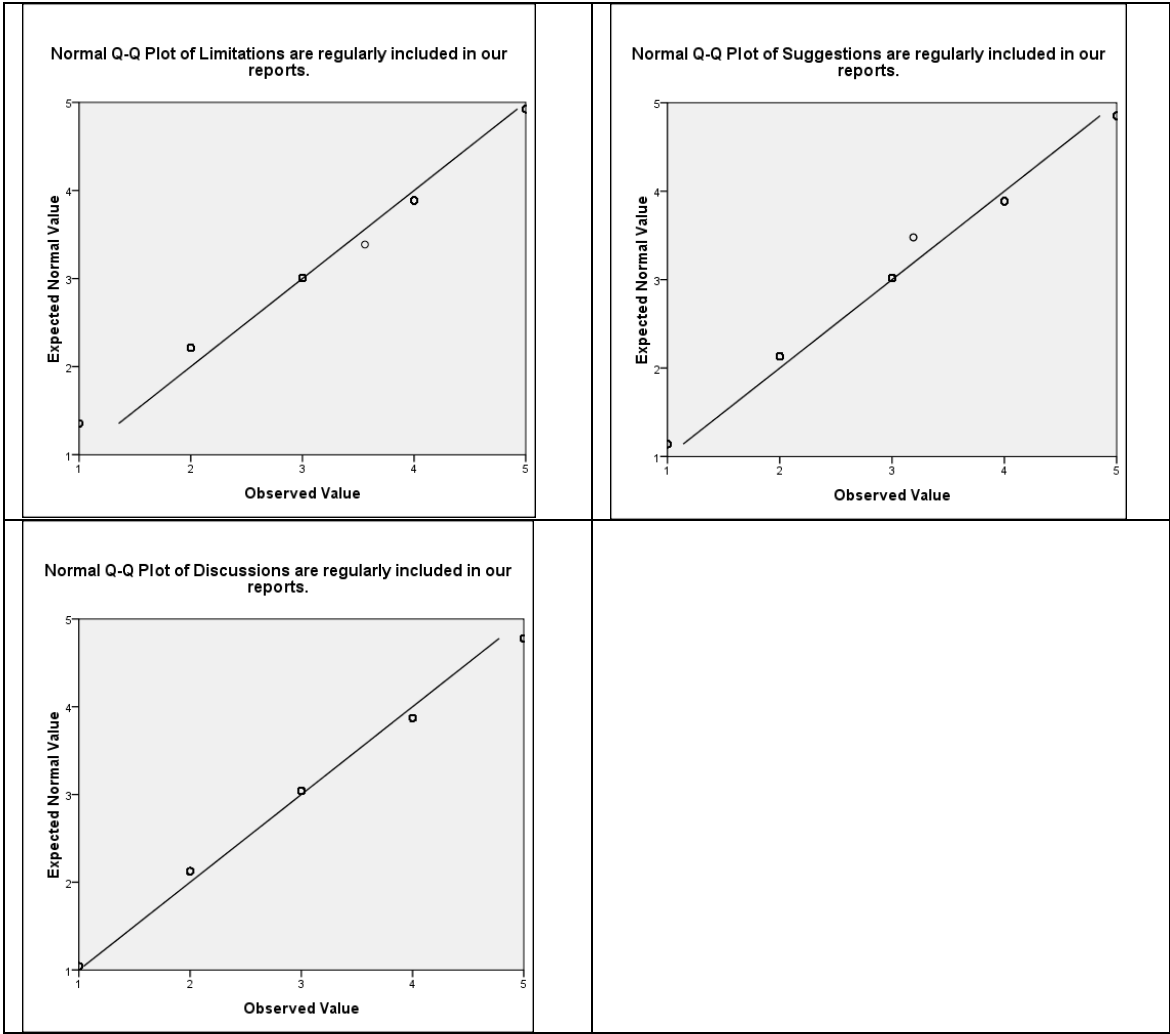 Normal Q-Q Plot of Limitations are regularly included in our
reports.
5
4
3
2
1
Expected Normal Value
1 2 3 4 5
Observed Value
Normal Q-Q Plot of Suggestions are regularly included in our
reports.
5
4
3
2
1
Expected Normal Value
1 2 3 4 5
Observed Value
Normal Q-Q Plot of Discussions are regularly included in our
reports.
5
4
3
2
1
Expected Normal Value
1 2 3 4 5
Observed Value